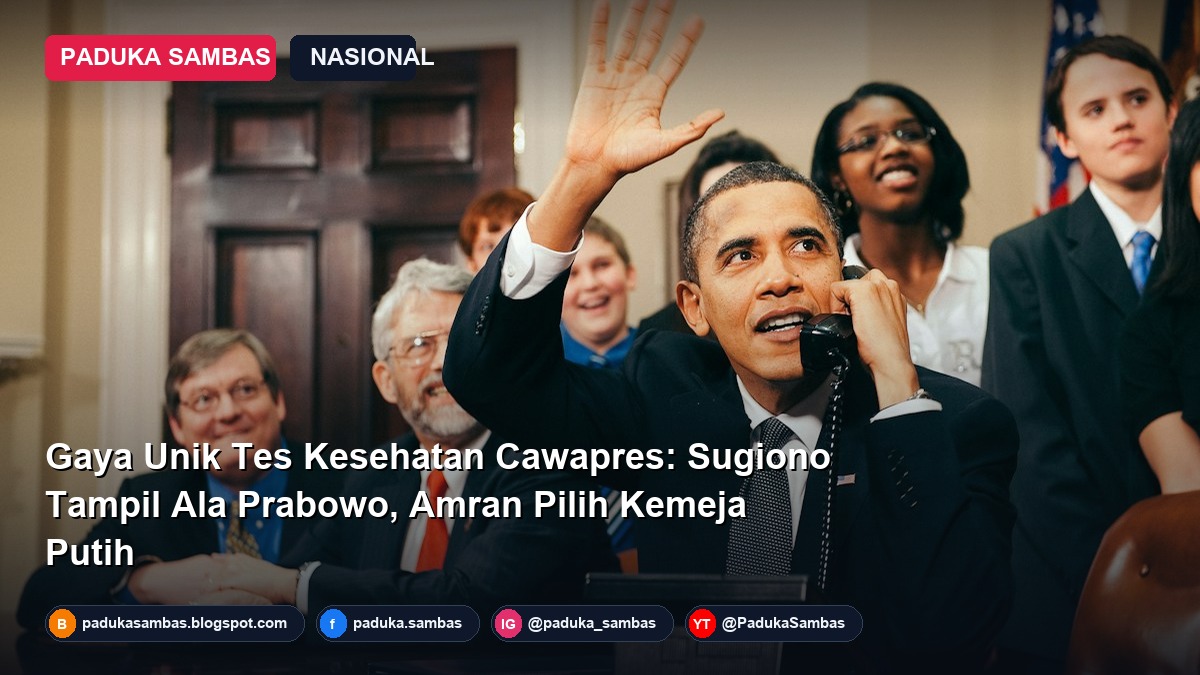 PADUKA SAMBAS NASIONAL
Gaya Unik Tes Kesehatan Cawapres: Sugiono
Tampil Ala Prabowo, Amran Pilih Kemeja
Putih
B padukasambas.blogspot.com f paduka.sambas IG @paduka_sambas YT @PadukaSambas